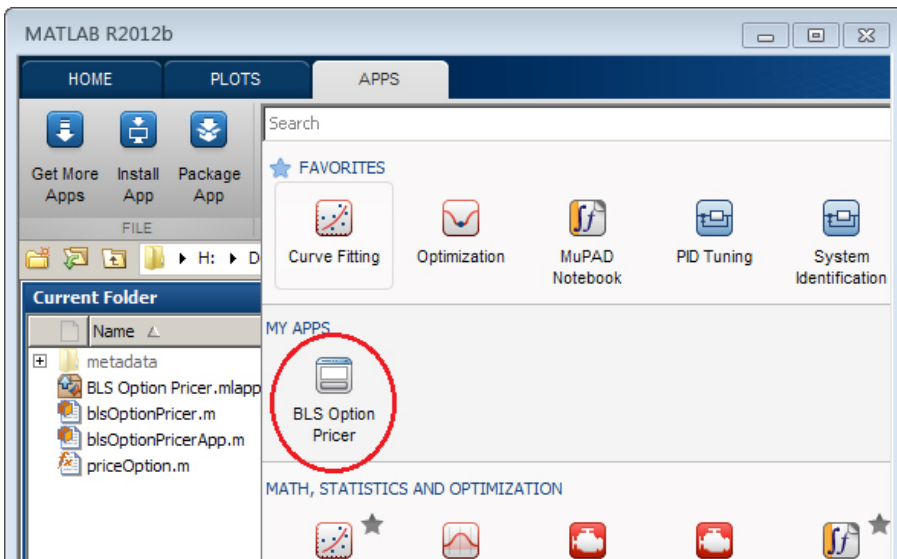 MATLAB R2012b
HOME PLOTS APPS
Search
Get More Apps
Install App
Package App
FILE
FAVORITES
Curve Fitting
Optimization
MuPAD Notebook
PID Tuning
System Identification
H: D
Current Folder
Name
metadata
BLS Option Pricer.mlapp
blsOptionPricer.m
blsOptionPricerApp.m
priceOption.m
MY APPS
BLS Option Pricer
MATH, STATISTICS AND OPTIMIZATION